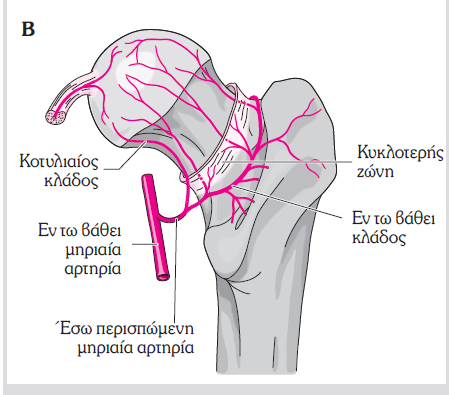 B
Κοτυλιαίος
κλάδος
Εν τω βάθει
μηριαία
αρτηρία
Έσω περισπώμενη
μηριαία αρτηρία
Κυκλοτερής
ζώνη
Εν τω βάθει
κλάδος